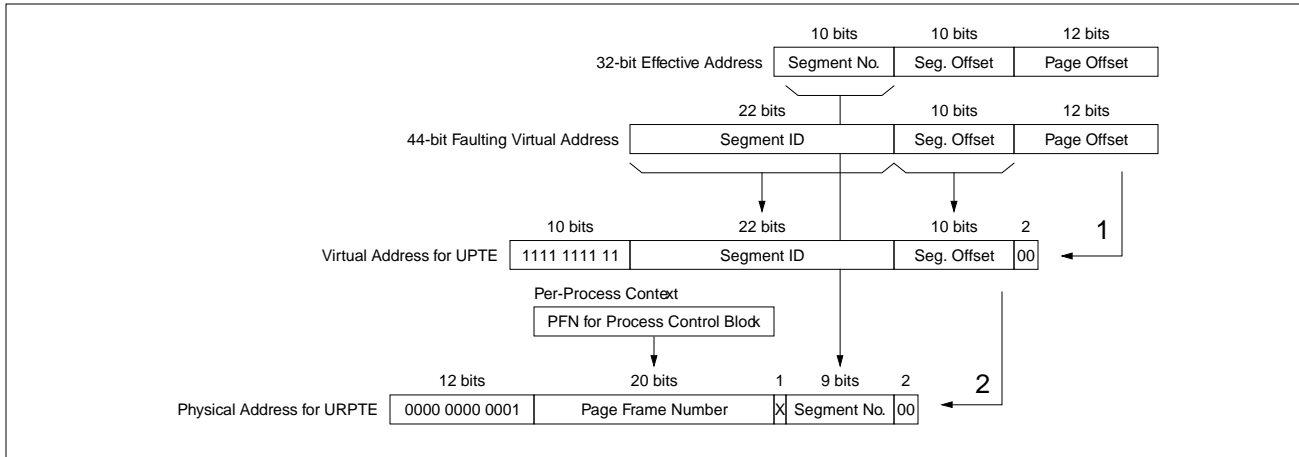 10 bits 10 bits 12 bits
32-bit Effective Address Segment No. Seg. Offset Page Offset
22 bits 10 bits 12 bits
44-bit Faulting Virtual Address Segment ID Seg. Offset Page Offset
10 bits 22 bits 10 bits 2 1
Virtual Address for UPTE 1111 1111 11 Segment ID Seg. Offset 00
Per-Process Context
PFN for Process Control Block
12 bits 20 bits 1 9 bits 2 2
Physical Address for URPTE 0000 0000 0001 Page Frame Number X Segment No. 00